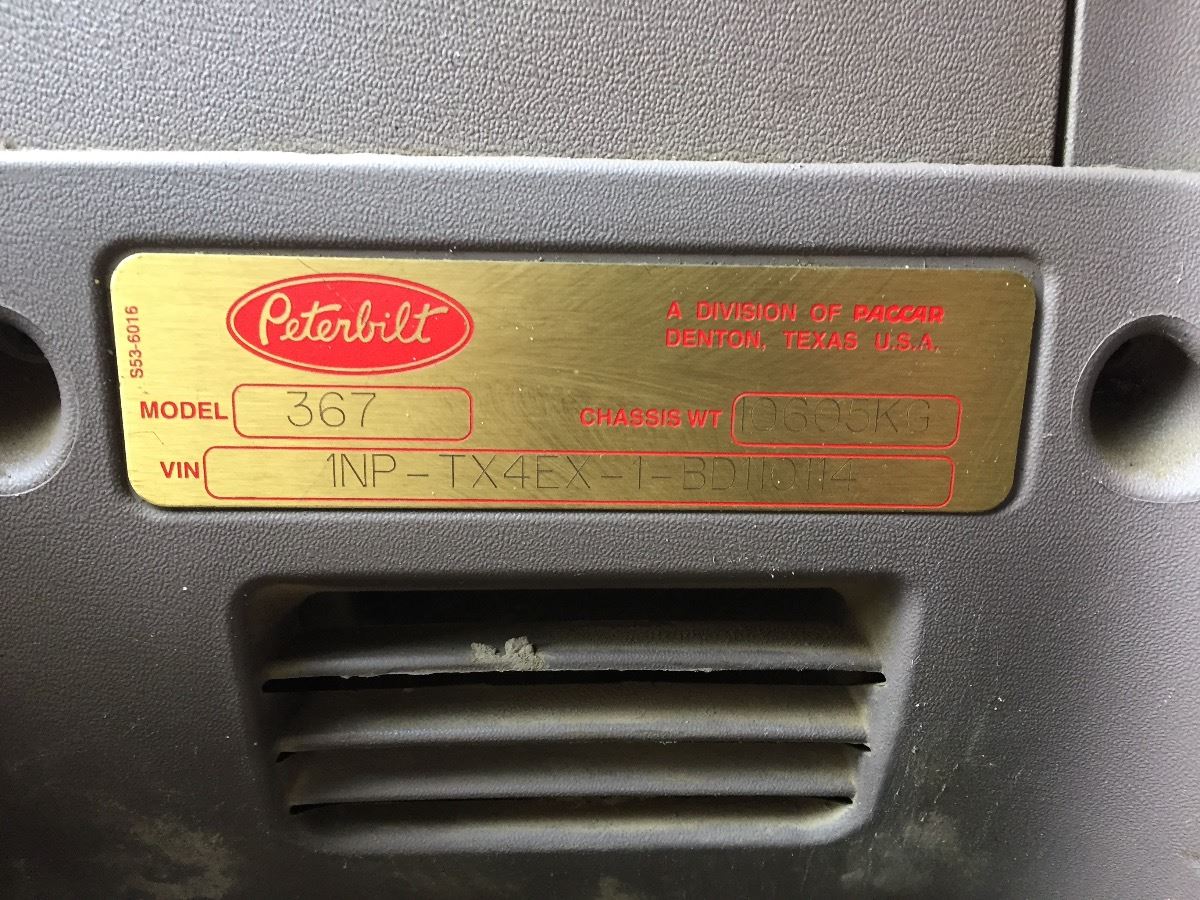 S53-6016
Peterbilt
A DIVISION OF PACCAR
DENTON, TEXAS U.S.A.
MODEL 367
CHASSIS WT 10605KG
VIN 1NP-TX4EX-1-BD110114